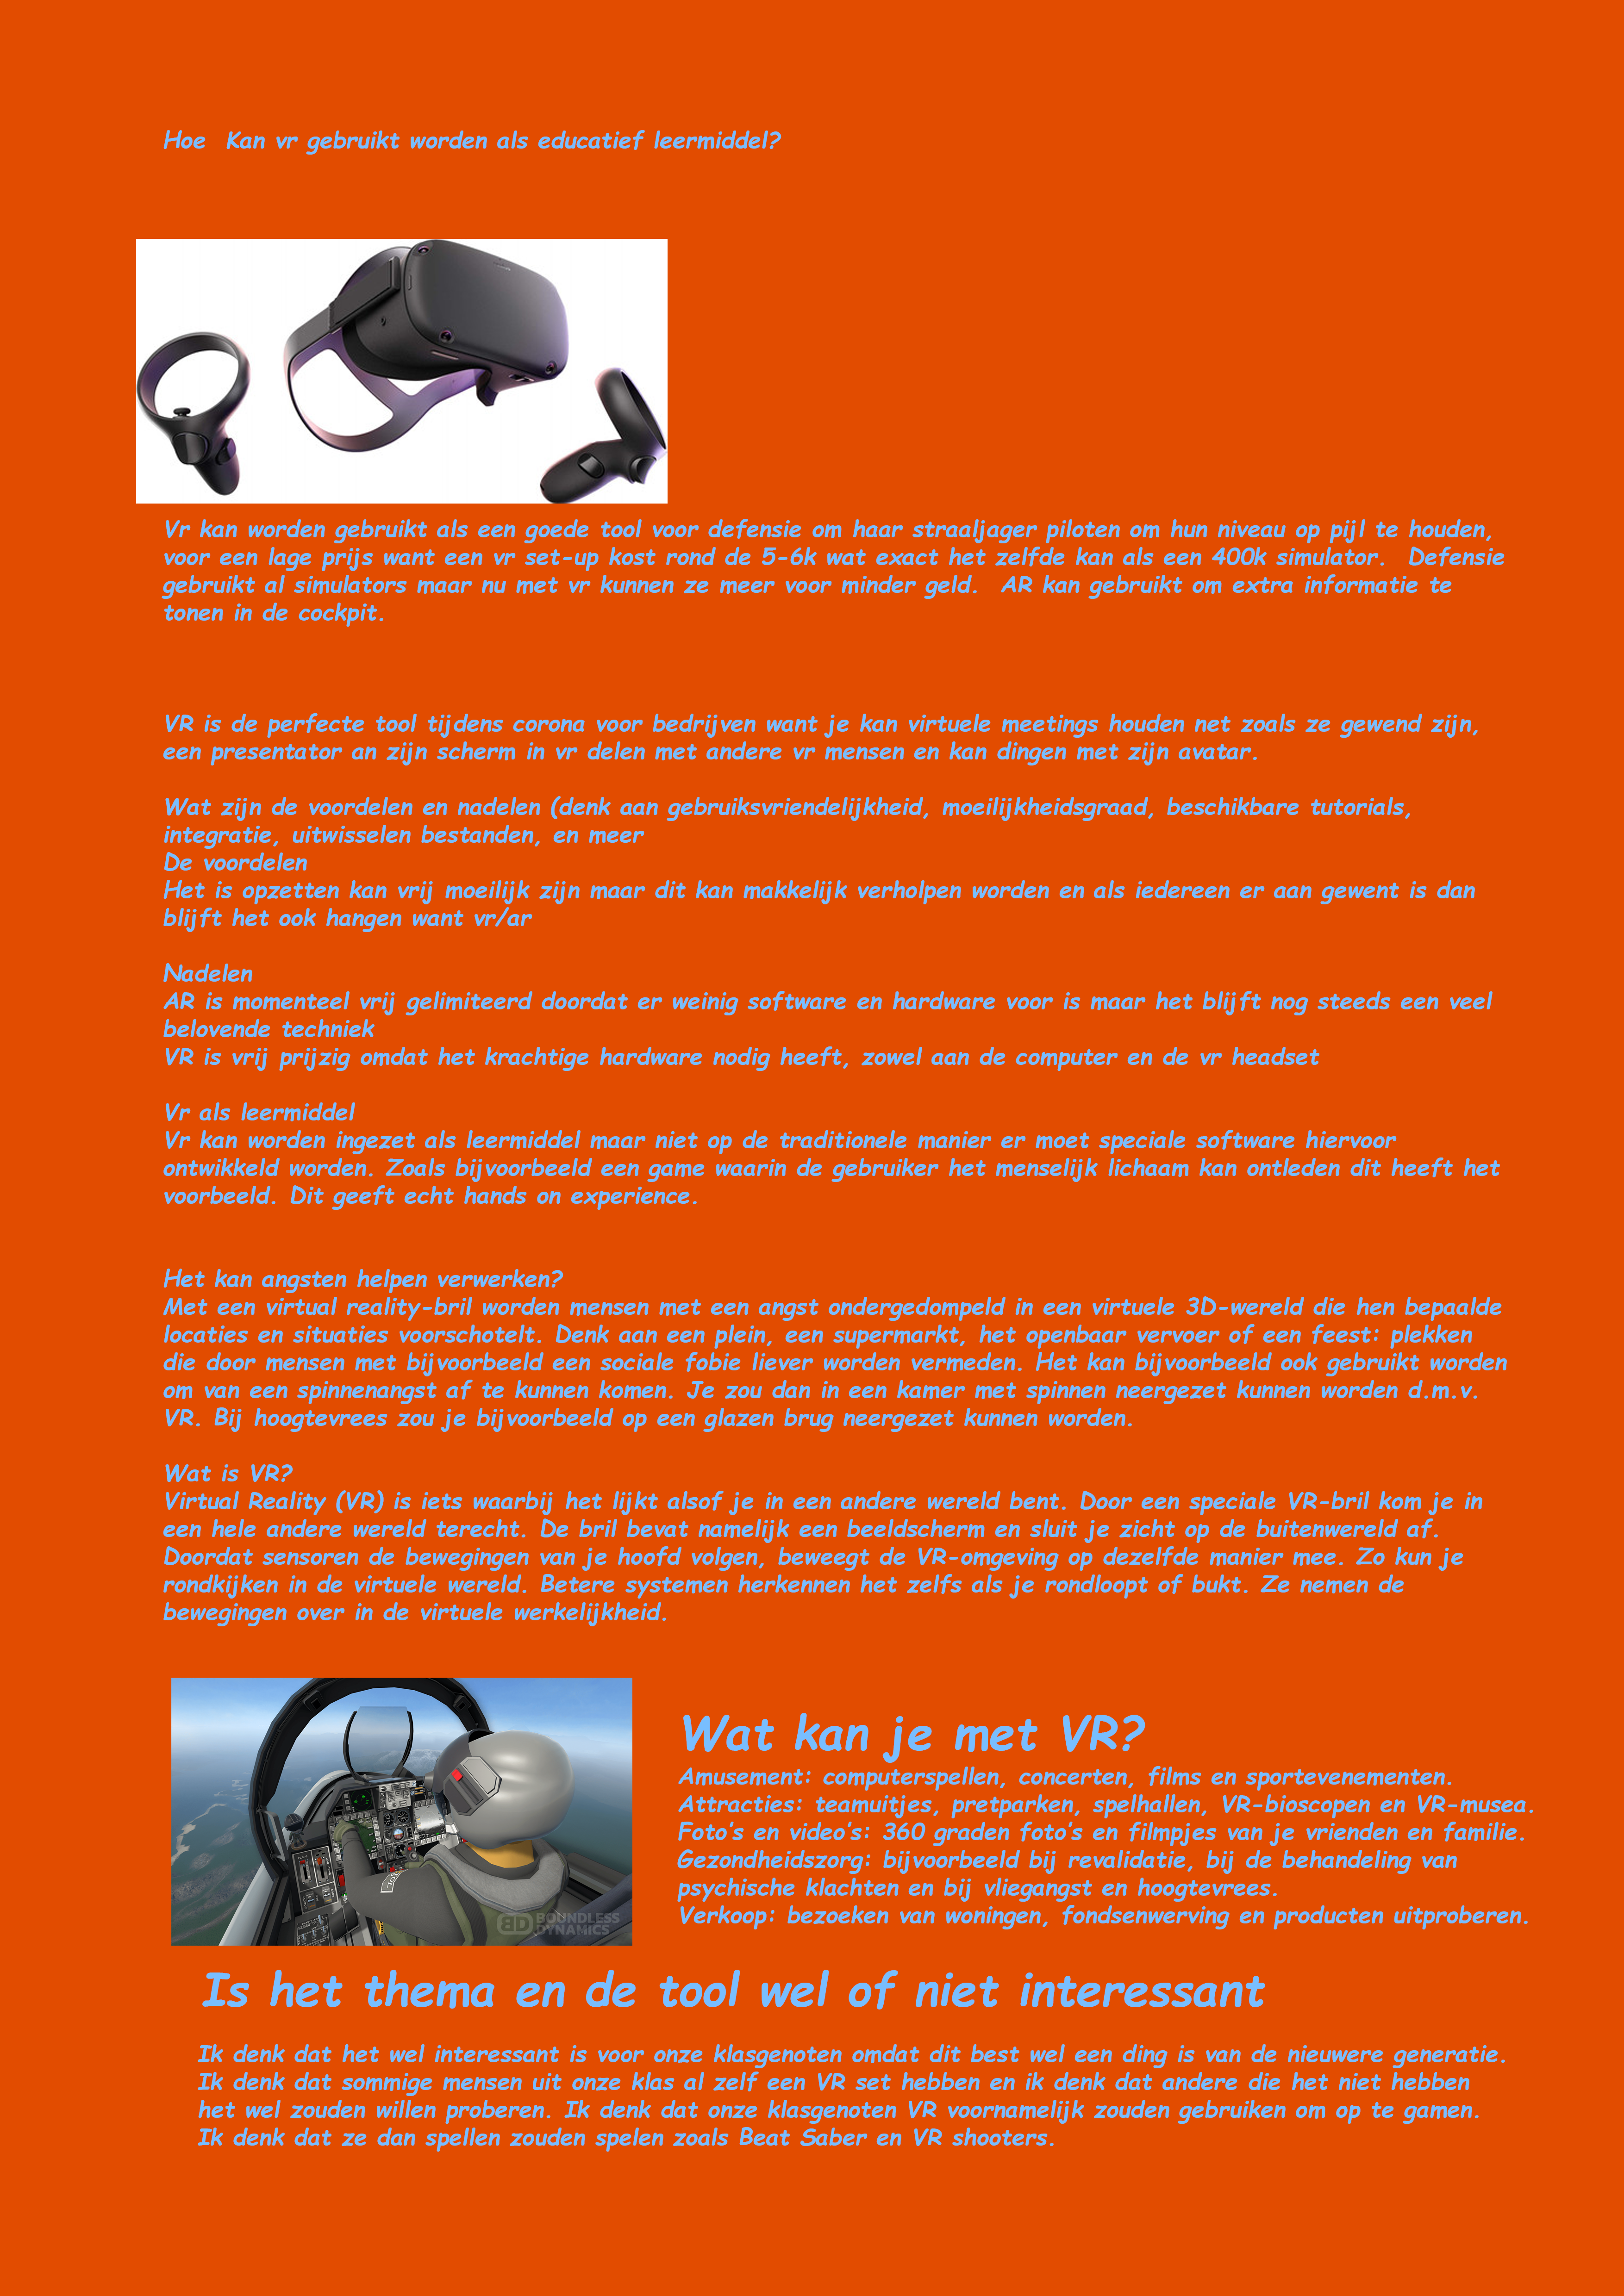 Hoe  Kan vr gebruikt worden als educatief leermiddel?
Vr kan worden gebruikt als een goede tool voor defensie om haar straaljager piloten om hun niveau op pijl te houden,
voor een lage prijs want een vr set-up kost rond de 5-6k wat exact het zelfde kan als een 400k simulator.  Defensie
gebruikt al simulators maar nu met vr kunnen ze meer voor minder geld.  AR kan gebruikt om extra informatie te
tonen in de cockpit.
VR is de perfecte tool tijdens corona voor bedrijven want je kan virtuele meetings houden net zoals ze gewend zijn,
een presentator an zijn scherm in vr delen met andere vr mensen en kan dingen met zijn avatar.
Wat zijn de voordelen en nadelen (denk aan gebruiksvriendelijkheid, moeilijkheidsgraad, beschikbare tutorials,
integratie, uitwisselen bestanden, en meer
De voordelen
Het is opzetten kan vrij moeilijk zijn maar dit kan makkelijk verholpen worden en als iedereen er aan gewent is dan
blijft het ook hangen want vr/ar
Nadelen
AR is momenteel vrij gelimiteerd doordat er weinig software en hardware voor is maar het blijft nog steeds een veel
belovende techniek
VR is vrij prijzig omdat het krachtige hardware nodig heeft, zowel aan de computer en de vr headset
Vr als leermiddel
Vr kan worden ingezet als leermiddel maar niet op de traditionele manier er moet speciale software hiervoor
ontwikkeld worden. Zoals bijvoorbeeld een game waarin de gebruiker het menselijk lichaam kan ontleden dit heeft het
voorbeeld. Dit geeft echt hands on experience.
Het kan angsten helpen verwerken?
Met een virtual reality-bril worden mensen met een angst ondergedompeld in een virtuele 3D-wereld die hen bepaalde
locaties en situaties voorschotelt. Denk aan een plein, een supermarkt, het openbaar vervoer of een feest: plekken
die door mensen met bijvoorbeeld een sociale fobie liever worden vermeden. Het kan bijvoorbeeld ook gebruikt worden
om van een spinnenangst af te kunnen komen. Je zou dan in een kamer met spinnen neergezet kunnen worden d.m.v.
VR. Bij hoogtevrees zou je bijvoorbeeld op een glazen brug neergezet kunnen worden.
Wat is VR?
Virtual Reality (VR) is iets waarbij het lijkt alsof je in een andere wereld bent. Door een speciale VR-bril kom je in
een hele andere wereld terecht. De bril bevat namelijk een beeldscherm en sluit je zicht op de buitenwereld af.
Doordat sensoren de bewegingen van je hoofd volgen, beweegt de VR-omgeving op dezelfde manier mee. Zo kun je
rondkijken in de virtuele wereld. Betere systemen herkennen het zelfs als je rondloopt of bukt. Ze nemen de
bewegingen over in de virtuele werkelijkheid.
Wat kan je met VR?
Amusement: computerspellen, concerten, films en sportevenementen.
Attracties: teamuitjes, pretparken, spelhallen, VR-bioscopen en VR-musea.
Foto's en video's: 360 graden foto's en filmpjes van je vrienden en familie.
Gezondheidszorg: bijvoorbeeld bij revalidatie, bij de behandeling van
psychische klachten en bij vliegangst en hoogtevrees.
Verkoop: bezoeken van woningen, fondsenwerving en producten uitproberen.
BD BOUNDLESS
DYNAMICS
Is het thema en de tool wel of niet interessant
Ik denk dat het wel interessant is voor onze klasgenoten omdat dit best wel een ding is van de nieuwere generatie.
Ik denk dat sommige mensen uit onze klas al zelf een VR set hebben en ik denk dat andere die het niet hebben
het wel zouden willen proberen. Ik denk dat onze klasgenoten VR voornamelijk zouden gebruiken om op te gamen.
Ik denk dat ze dan spellen zouden spelen zoals Beat Saber en VR shooters.